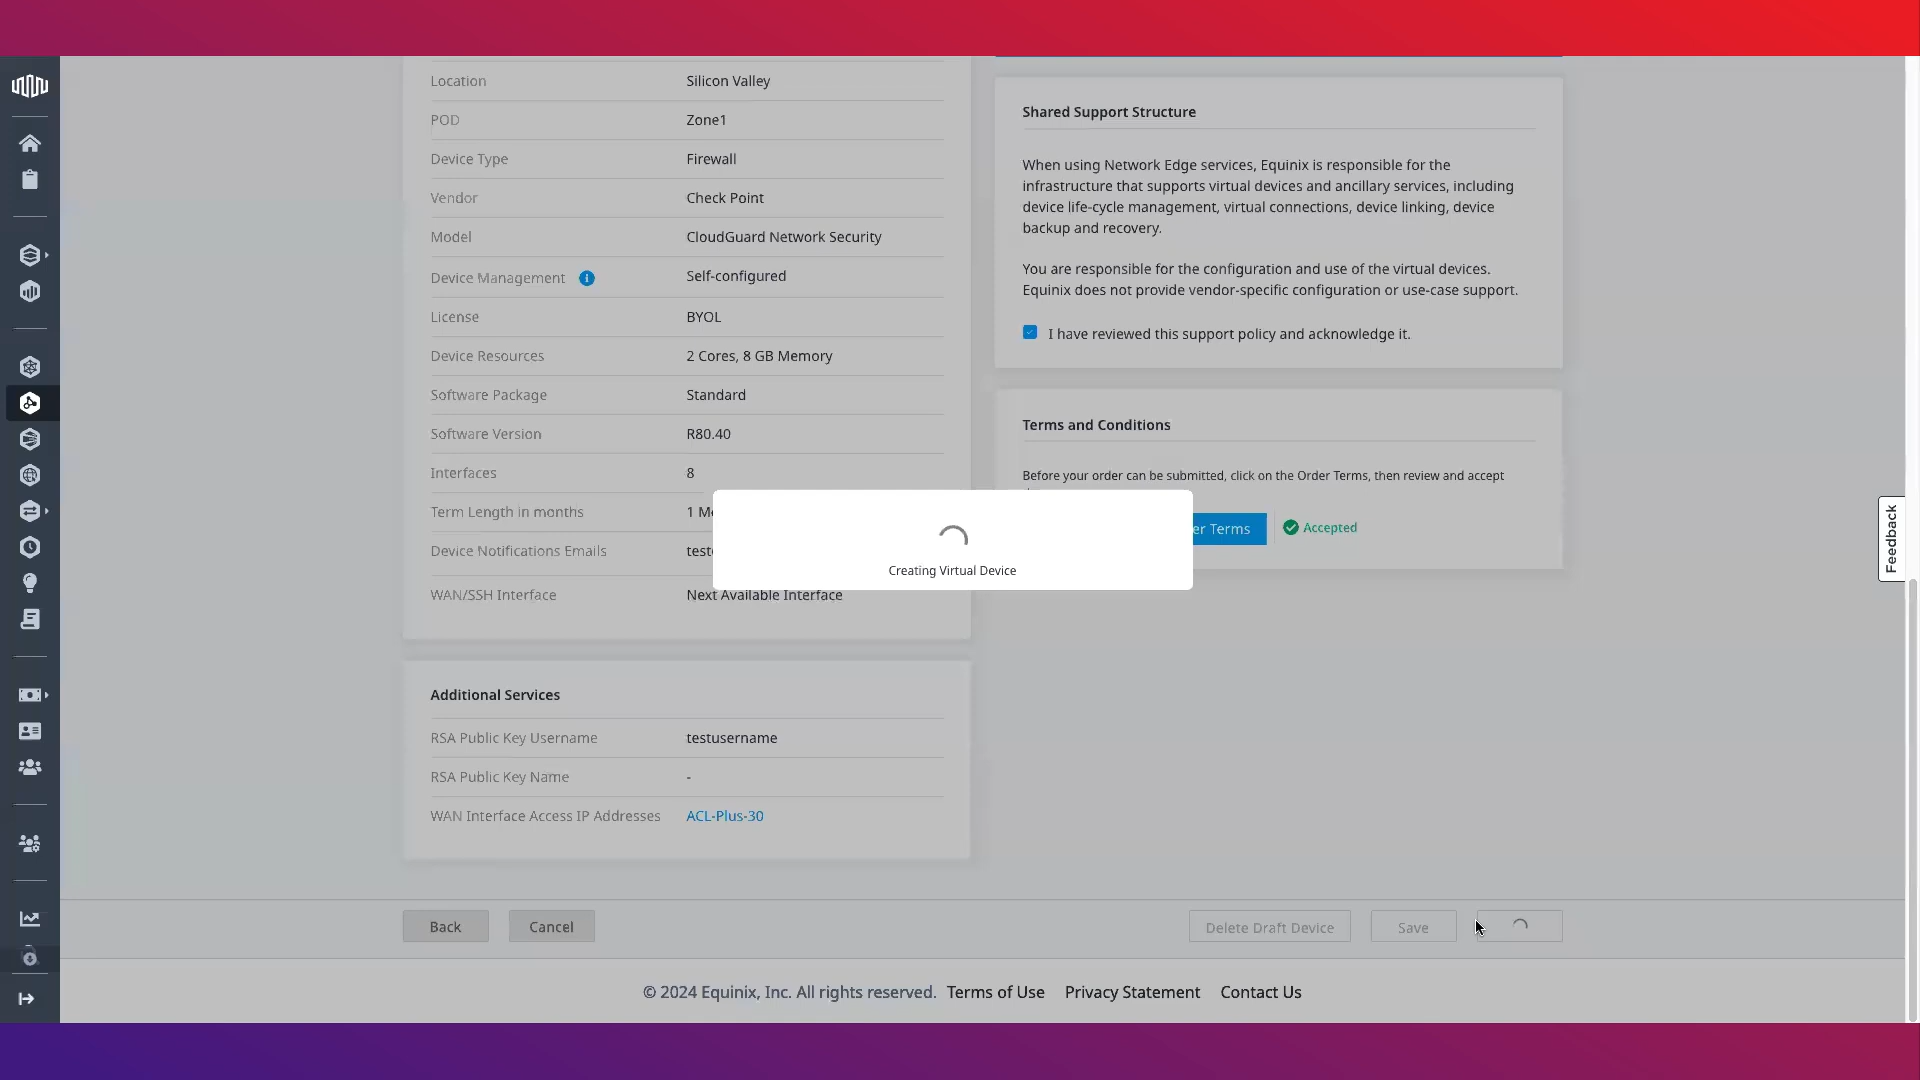 Location Silicon Valley
POD Zone1
Device Type Firewall
Vendor Check Point
Model CloudGuard Network Security
Device Management Self-configured
License BYOL
Device Resources 2 Cores, 8 GB Memory
Software Package Standard
Software Version R80.40
Interfaces 8
Term Length in months 1
Device Notifications Emails
WAN/SSH Interface Next Available Interface
Additional Services
RSA Public Key Username testusername
RSA Public Key Name -
WAN Interface Access IP Addresses ACL-Plus-30
Shared Support Structure
When using Network Edge services, Equinix is responsible for the
infrastructure that supports virtual devices and ancillary services, including
device life-cycle management, virtual connections, device linking, device
backup and recovery.
You are responsible for the configuration and use of the virtual devices.
Equinix does not provide vendor-specific configuration or use-case support.
I have reviewed this support policy and acknowledge it.
Terms and Conditions
Before your order can be submitted, click on the Order Terms, then review and accept
Terms Accepted
Creating Virtual Device
Feedback
Back Cancel Delete Draft Device Save
© 2024 Equinix, Inc. All rights reserved. Terms of Use Privacy Statement Contact Us